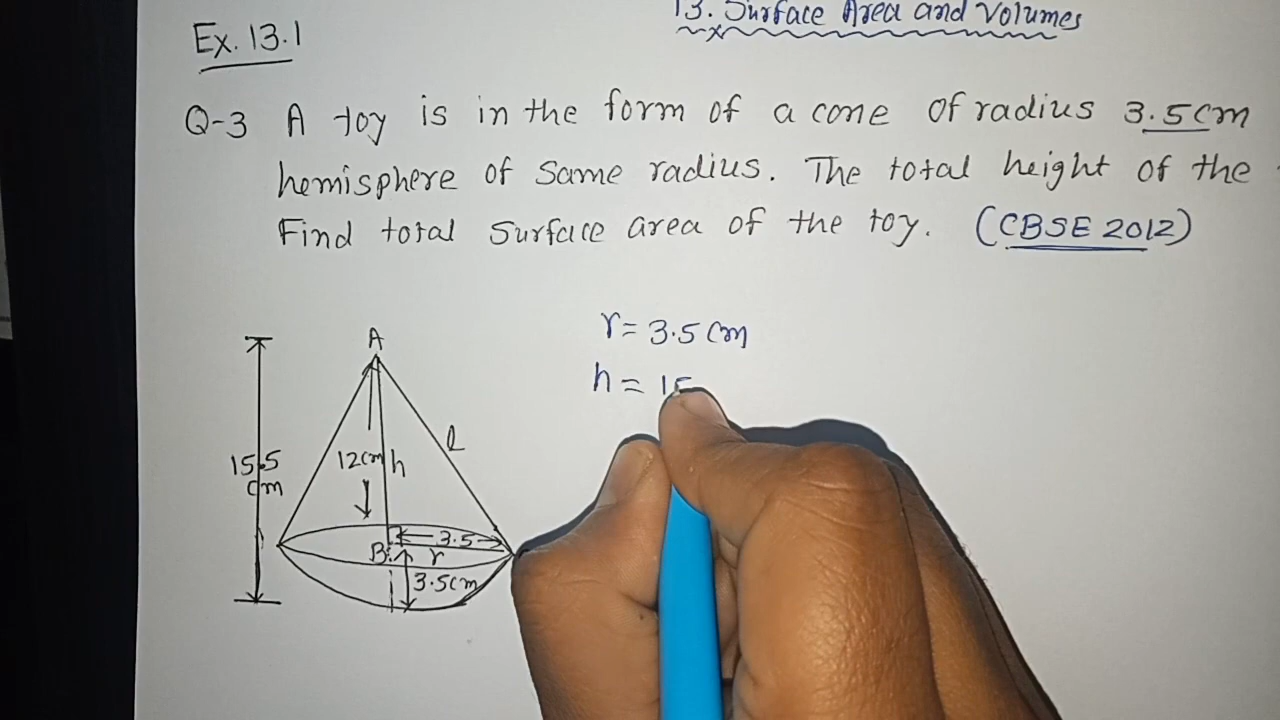 13. Surface Area and Volumes
Ex. 13.1
Q-3 A toy is in the form of a cone of radius 3.5cm
hemisphere of same radius. The total height of the
Find total surface area of the toy. (CBSE 2012)
r = 3.5 cm
h = 15
A
l
15.5 cm
12cm h
3.5
B r
3.5cm